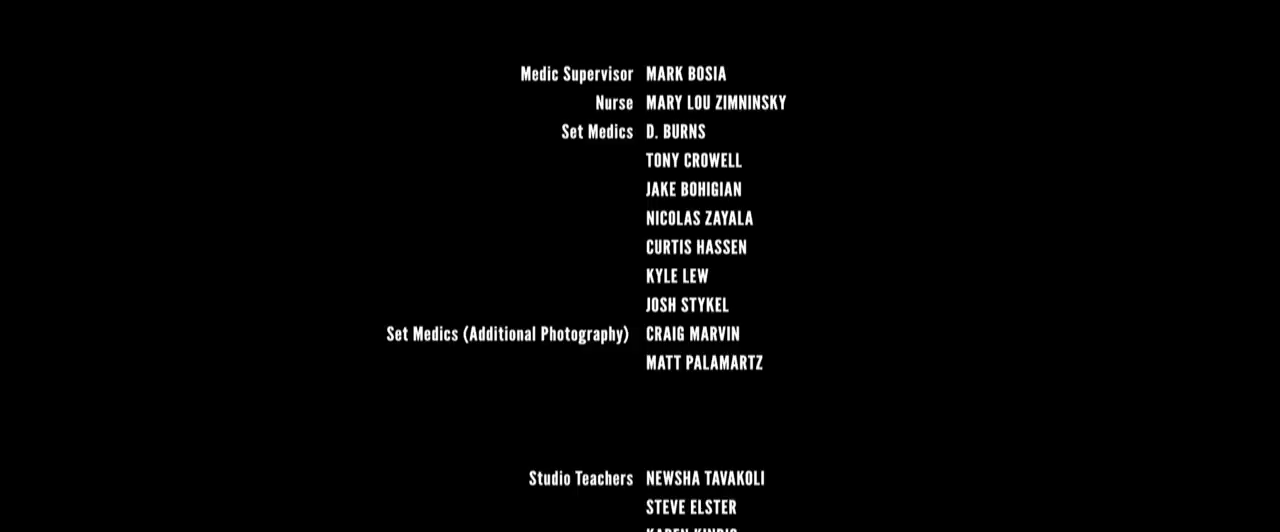 Medic Supervisor MARK BOSIA
Nurse MARY LOU ZIMNINSKY
Set Medics D. BURNS
TONY CROWELL
JAKE BOHIGIAN
NICOLAS ZAYALA
CURTIS HASSEN
KYLE LEW
JOSH STYKEL
Set Medics (Additional Photography) CRAIG MARVIN
MATT PALAMARTZ
Studio Teachers NEWSHA TAVAKOLI
STEVE ELSTER